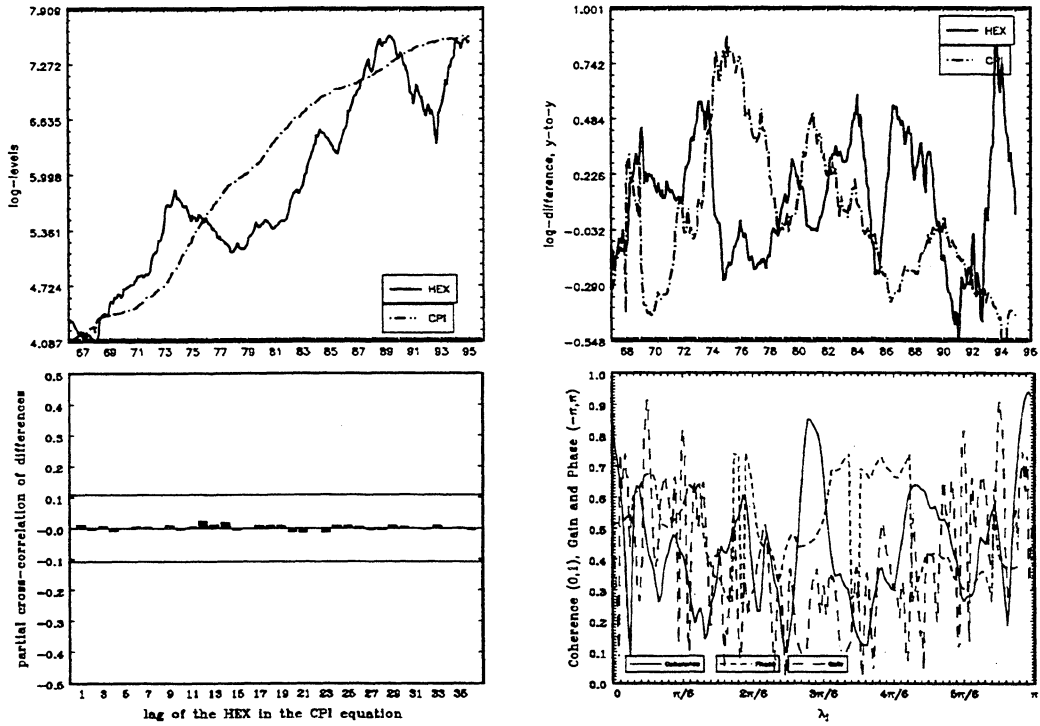 7.909
7.272
6.635
5.998
5.361
4.724
4.087
log-levels
HEX
CPI
67 69 71 73 75 77 79 81 83 85 87 89 91 93 95
1.001
0.742
0.484
0.226
-0.032
-0.290
-0.548
log-difference, y-to-y
HEX
CPI
68 70 72 74 76 78 80 82 84 86 88 90 92 94 96
0.5
0.4
0.3
0.2
0.1
-0.0
-0.1
-0.2
-0.3
-0.4
-0.5
partial cross-correlation of differences
1 3 5 7 9 11 13 15 17 19 21 23 25 27 29 31 33 35
lag of the HEX in the CPI equation
1.0
0.9
0.8
0.7
0.6
0.5
0.4
0.3
0.2
0.1
0.0
Coherence (0,1), Gain and Phase (-π,π)
Coherence Phase Gain
0 π/6 2π/6 3π/6 4π/6 5π/6 π
λj